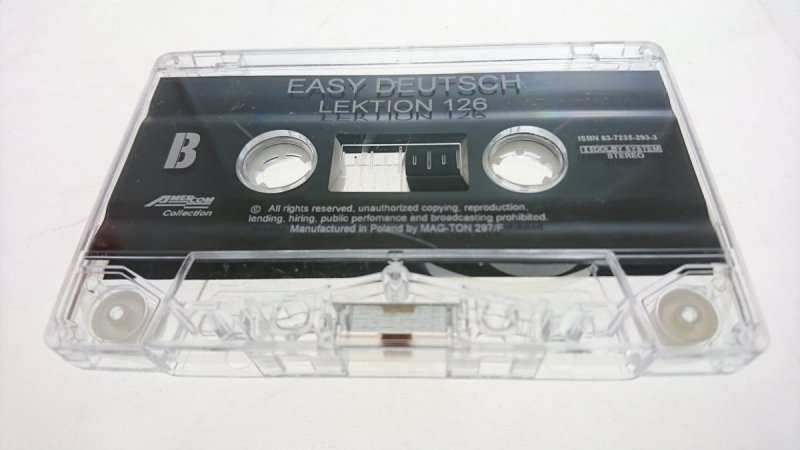 EASY DEUTSCH
LEKTION 126
B
ISBN 83-7235-293-3
DOLBY SYSTEM
STEREO
AMERCOM
Collection
© All rights reserved, unauthorized copying, reproduction,
lending, hiring, public perfomance and broadcasting prohibited.
Manufactured in Poland by MAG-TON 297/F